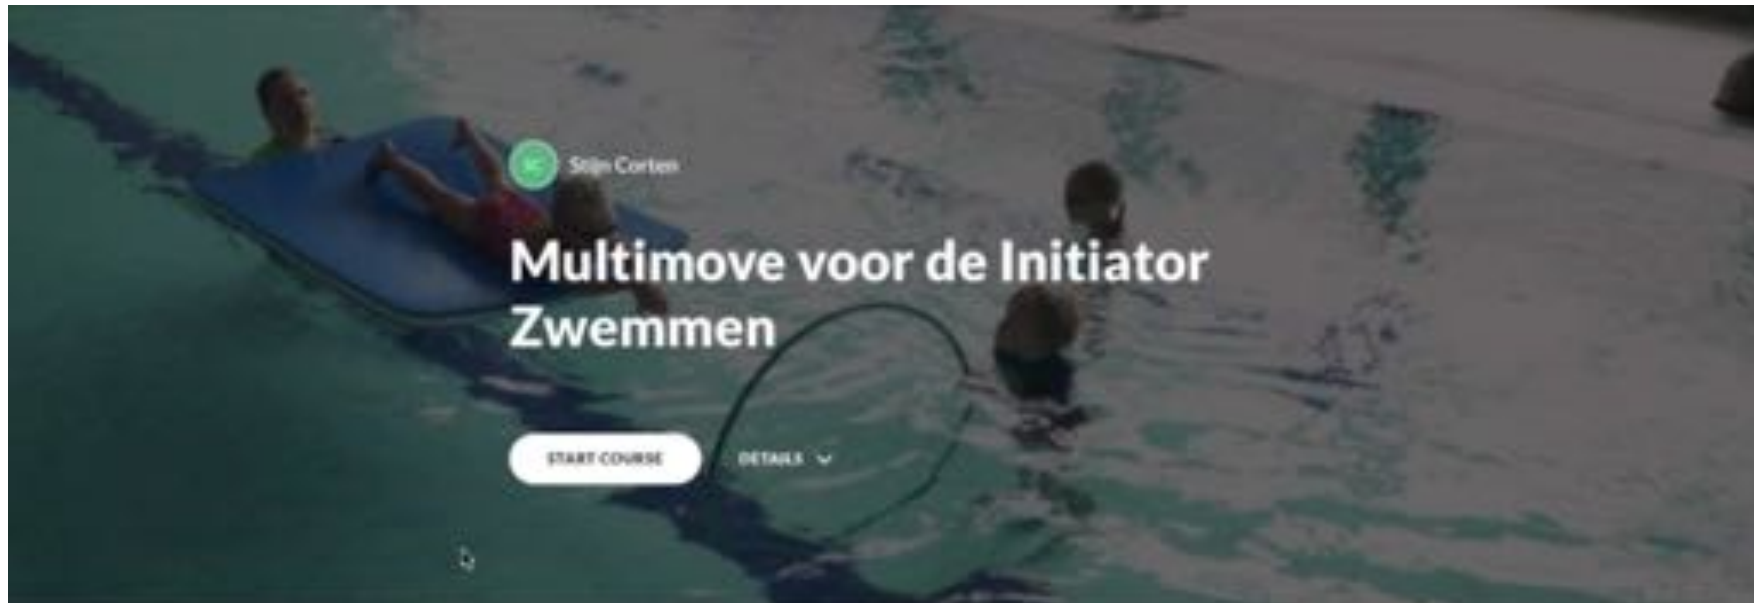 Stijn Corten
Multimove voor de Initiator
Zwemmen
START COURSE
DETAILS